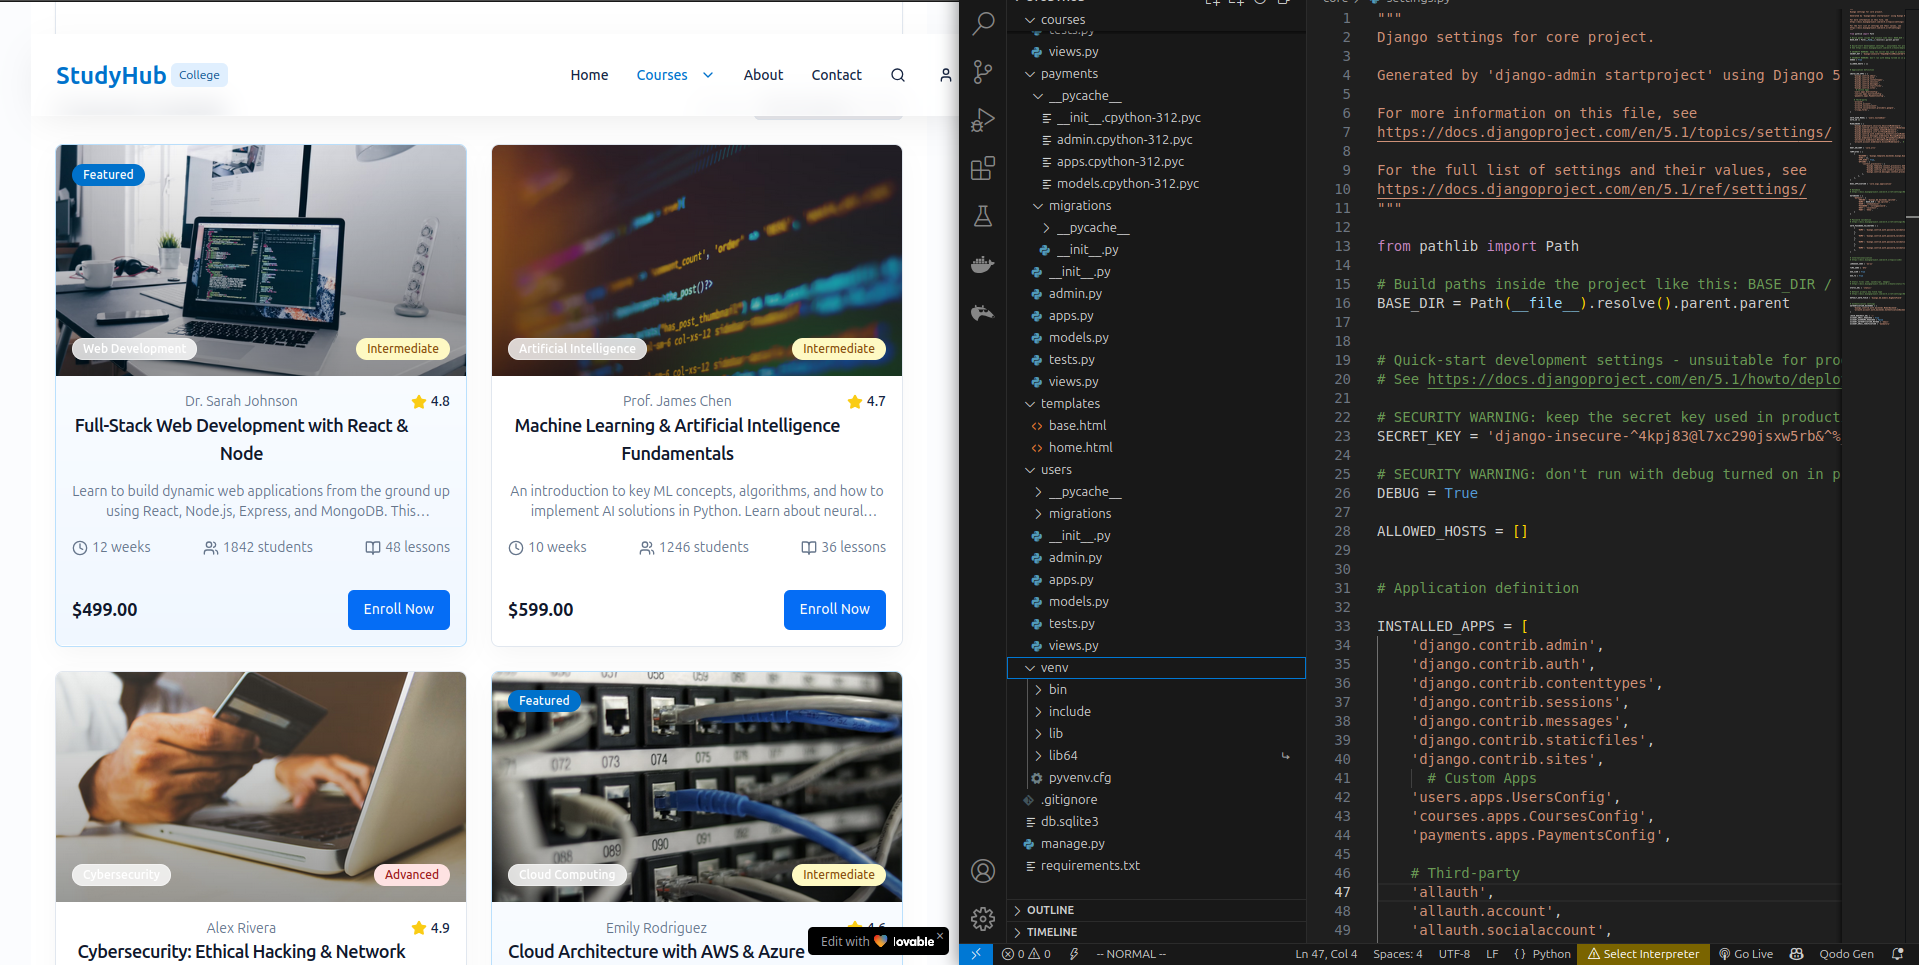 StudyHub College
Home
Courses
About
Contact
Featured
Web Development
Intermediate
Dr. Sarah Johnson
4.8
Full-Stack Web Development with React &
Node
Learn to build dynamic web applications from the ground up
using React, Node.js, Express, and MongoDB. This…
12 weeks
1842 students
48 lessons
$499.00
Enroll Now
Artificial Intelligence
Intermediate
Prof. James Chen
4.7
Machine Learning & Artificial Intelligence
Fundamentals
An introduction to key ML concepts, algorithms, and how to
implement AI solutions in Python. Learn about neural…
10 weeks
1246 students
36 lessons
$599.00
Enroll Now
Cybersecurity
Advanced
Alex Rivera
4.9
Cybersecurity: Ethical Hacking & Network
Featured
072
073
074
075
088
089
090
091
Cloud Computing
Intermediate
Emily Rodriguez
Cloud Architecture with AWS & Azure
Edit with lovable
courses
tests.py
views.py
payments
__pycache__
__init__.cpython-312.pyc
admin.cpython-312.pyc
apps.cpython-312.pyc
models.cpython-312.pyc
migrations
__pycache__
__init__.py
__init__.py
admin.py
apps.py
models.py
tests.py
views.py
templates
base.html
home.html
users
__pycache__
migrations
__init__.py
admin.py
apps.py
models.py
tests.py
views.py
venv
bin
include
lib
lib64
pyvenv.cfg
.gitignore
db.sqlite3
manage.py
requirements.txt
OUTLINE
TIMELINE
settings.py
1 """
2 Django settings for core project.
3
4 Generated by 'django-admin startproject' using Django 5
5
6 For more information on this file, see
7 https://docs.djangoproject.com/en/5.1/topics/settings/
8
9 For the full list of settings and their values, see
10 https://docs.djangoproject.com/en/5.1/ref/settings/
11 """
12
13 from pathlib import Path
14
15 # Build paths inside the project like this: BASE_DIR /
16 BASE_DIR = Path(__file__).resolve().parent.parent
17
18
19 # Quick-start development settings - unsuitable for pro
20 # See https://docs.djangoproject.com/en/5.1/howto/deplo
21
22 # SECURITY WARNING: keep the secret key used in product
23 SECRET_KEY = 'django-insecure-^4kpj83@l7xc290jsxw5rb&^%
24
25 # SECURITY WARNING: don't run with debug turned on in p
26 DEBUG = True
27
28 ALLOWED_HOSTS = []
29
30
31 # Application definition
32
33 INSTALLED_APPS = [
34 'django.contrib.admin',
35 'django.contrib.auth',
36 'django.contrib.contenttypes',
37 'django.contrib.sessions',
38 'django.contrib.messages',
39 'django.contrib.staticfiles',
40 'django.contrib.sites',
41 # Custom Apps
42 'users.apps.UsersConfig',
43 'courses.apps.CoursesConfig',
44 'payments.apps.PaymentsConfig',
45
46 # Third-party
47 'allauth',
48 'allauth.account',
49 'allauth.socialaccount',
0 0
-- NORMAL --
Ln 47, Col 4
Spaces: 4
UTF-8
LF
{ } Python
Select Interpreter
Go Live
Qodo Gen